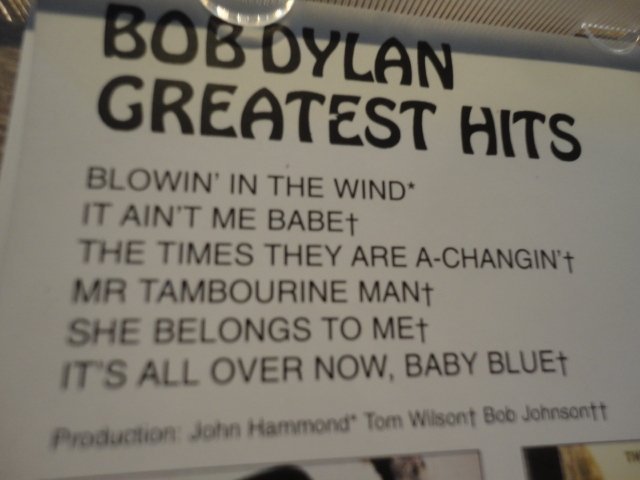 BOB DYLAN
GREATEST HITS
BLOWIN' IN THE WIND*
IT AIN'T ME BABE†
THE TIMES THEY ARE A-CHANGIN'†
MR TAMBOURINE MAN†
SHE BELONGS TO ME†
IT'S ALL OVER NOW, BABY BLUE†
Production: John Hammond* Tom Wilson† Bob Johnson††